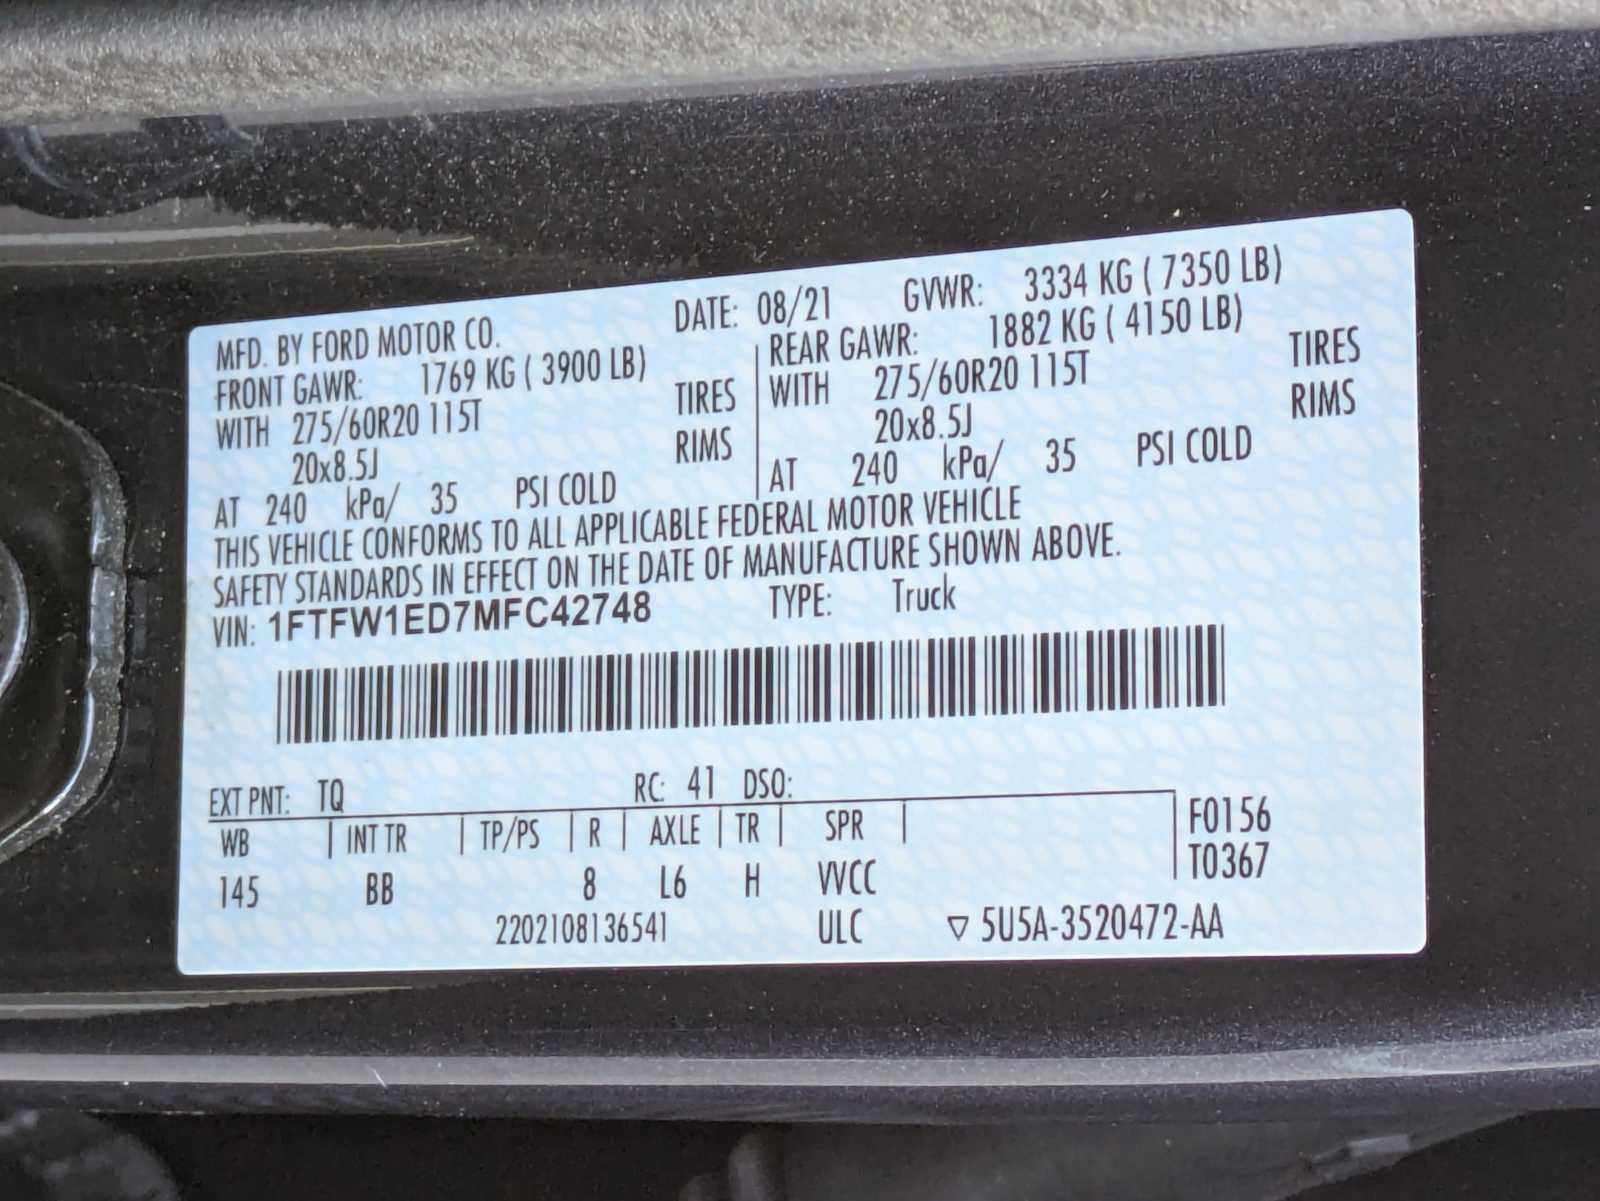 MFD. BY FORD MOTOR CO. DATE: 08/21 GVWR: 3334 KG ( 7350 LB)
FRONT GAWR: 1769 KG ( 3900 LB) REAR GAWR: 1882 KG ( 4150 LB)
WITH 275/60R20 115T TIRES WITH 275/60R20 115T TIRES
20x8.5J RIMS 20x8.5J RIMS
AT 240 kPa/ 35 PSI COLD AT 240 kPa/ 35 PSI COLD
THIS VEHICLE CONFORMS TO ALL APPLICABLE FEDERAL MOTOR VEHICLE
SAFETY STANDARDS IN EFFECT ON THE DATE OF MANUFACTURE SHOWN ABOVE.
VIN: 1FTFW1ED7MFC42748 TYPE: Truck
EXT PNT: TQ RC: 41 DSO:
WB | INT TR | TP/PS | R | AXLE | TR | SPR | F0156
145 BB 8 L6 H VVCC T0367
2202108136541 ULC ▽ 5U5A-3520472-AA